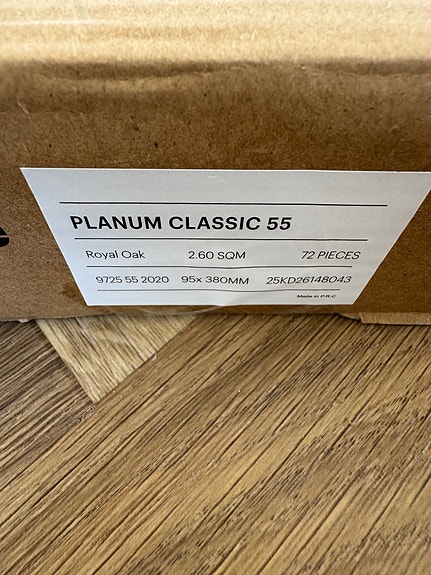 PLANUM CLASSIC 55
Royal Oak 2.60 SQM 72 PIECES
9725 55 2020 95x 380MM 25KD26148043
Made in P.R.C